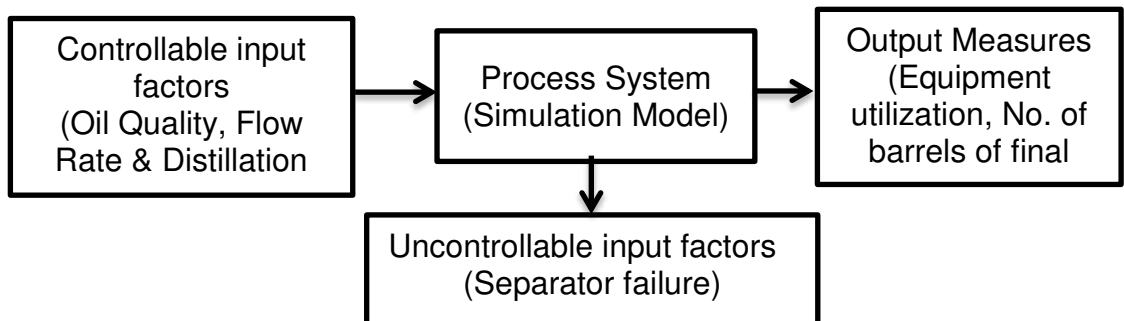 Controllable input
factors
(Oil Quality, Flow
Rate & Distillation
Process System
(Simulation Model)
Output Measures
(Equipment
utilization, No. of
barrels of final
Uncontrollable input factors
(Separator failure)